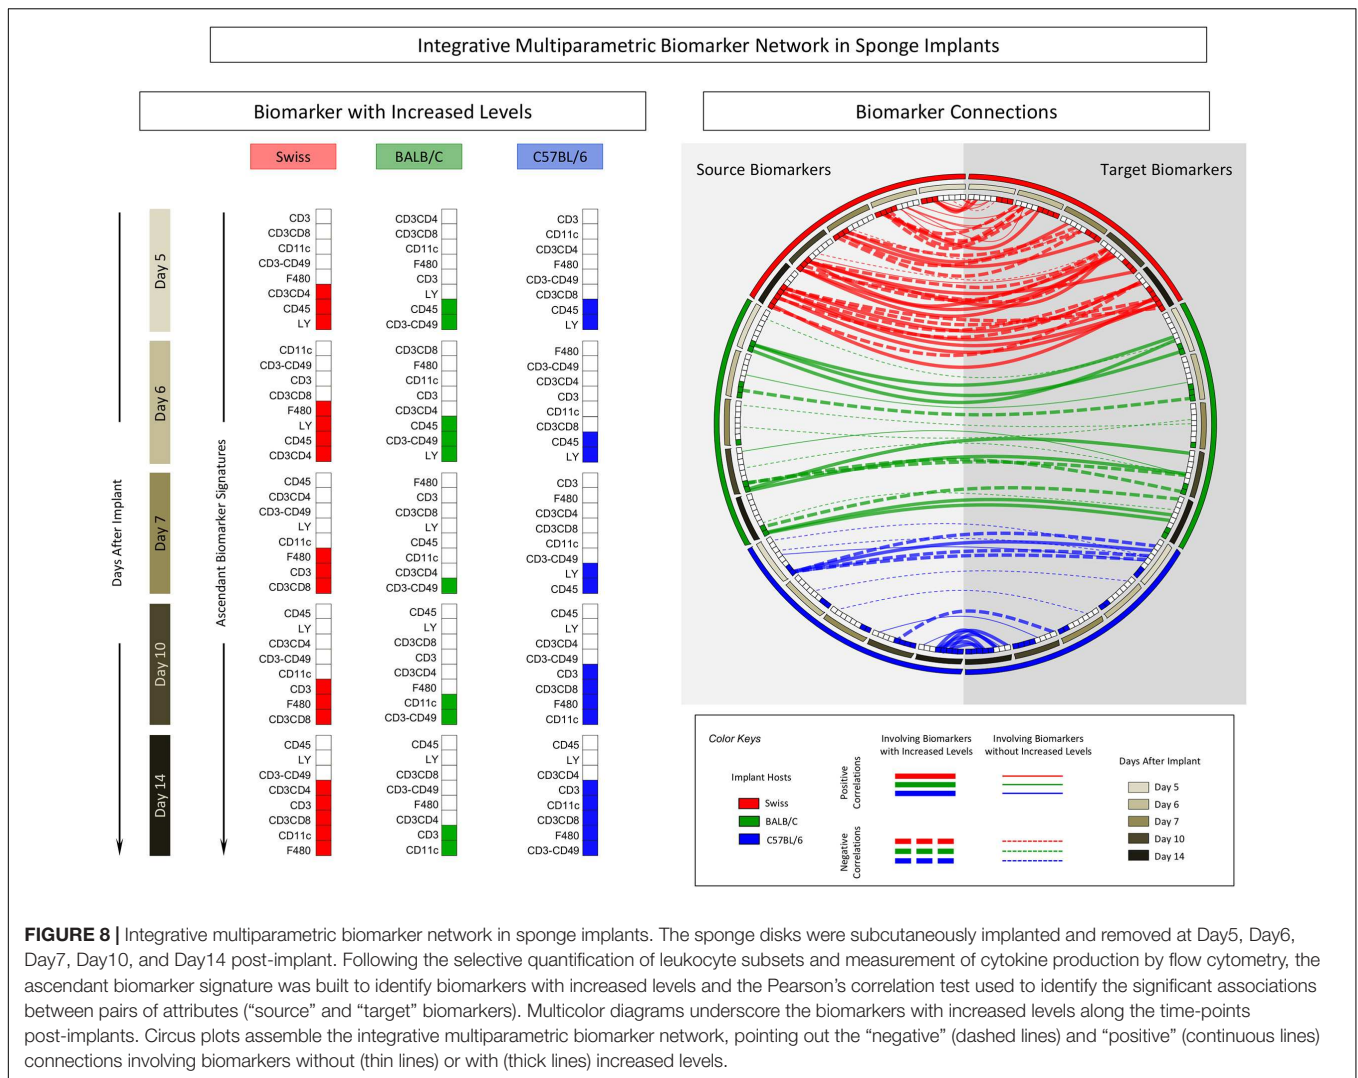 Integrative Multiparametric Biomarker Network in Sponge Implants
Biomarker with Increased Levels
Biomarker Connections
Swiss
BALB/C
C57BL/6
Days After Implant
Ascendant Biomarker Signatures
Day 5
CD3
CD3CD8
CD11c
CD3-CD49
F480
CD3CD4
CD45
LY
CD3CD4
CD3CD8
CD11c
F480
CD3
LY
CD45
CD3-CD49
CD3
CD11c
CD3CD4
F480
CD3-CD49
CD3CD8
CD45
LY
Day 6
CD11c
CD3-CD49
CD3
CD3CD8
F480
LY
CD45
CD3CD4
CD3CD8
F480
CD11c
CD3
CD3CD4
CD45
CD3-CD49
LY
F480
CD3-CD49
CD3CD4
CD3
CD11c
CD3CD8
CD45
LY
Day 7
CD45
CD3CD4
CD3-CD49
LY
CD11c
F480
CD3
CD3CD8
F480
CD3
CD3CD8
LY
CD45
CD11c
CD3CD4
CD3-CD49
CD3
F480
CD3CD4
CD3CD8
CD11c
CD3-CD49
LY
CD45
Day 10
CD45
LY
CD3CD4
CD3-CD49
CD11c
CD3
F480
CD3CD8
CD45
LY
CD3CD8
CD3
CD3CD4
F480
CD11c
CD3-CD49
CD45
LY
CD3CD4
CD3-CD49
CD3
CD3CD8
F480
CD11c
Day 14
CD45
LY
CD3-CD49
CD3CD4
CD3
CD3CD8
CD11c
F480
CD45
LY
CD3CD8
CD3-CD49
F480
CD3CD4
CD3
CD11c
CD45
LY
CD3CD4
CD3
CD11c
CD3CD8
F480
CD3-CD49
Source Biomarkers
Target Biomarkers
Color Keys
Implant Hosts
Swiss
BALB/C
C57BL/6
Involving Biomarkers
with Increased Levels
Involving Biomarkers
without Increased Levels
Positive
Correlations
Negative
Correlations
Days After Implant
Day 5
Day 6
Day 7
Day 10
Day 14
FIGURE 8 | Integrative multiparametric biomarker network in sponge implants. The sponge disks were subcutaneously implanted and removed at Day5, Day6,
Day7, Day10, and Day14 post-implant. Following the selective quantification of leukocyte subsets and measurement of cytokine production by flow cytometry, the
ascendant biomarker signature was built to identify biomarkers with increased levels and the Pearson's correlation test used to identify the significant associations
between pairs of attributes (“source” and “target” biomarkers). Multicolor diagrams underscore the biomarkers with increased levels along the time-points
post-implants. Circus plots assemble the integrative multiparametric biomarker network, pointing out the “negative” (dashed lines) and “positive” (continuous lines)
connections involving biomarkers without (thin lines) or with (thick lines) increased levels.